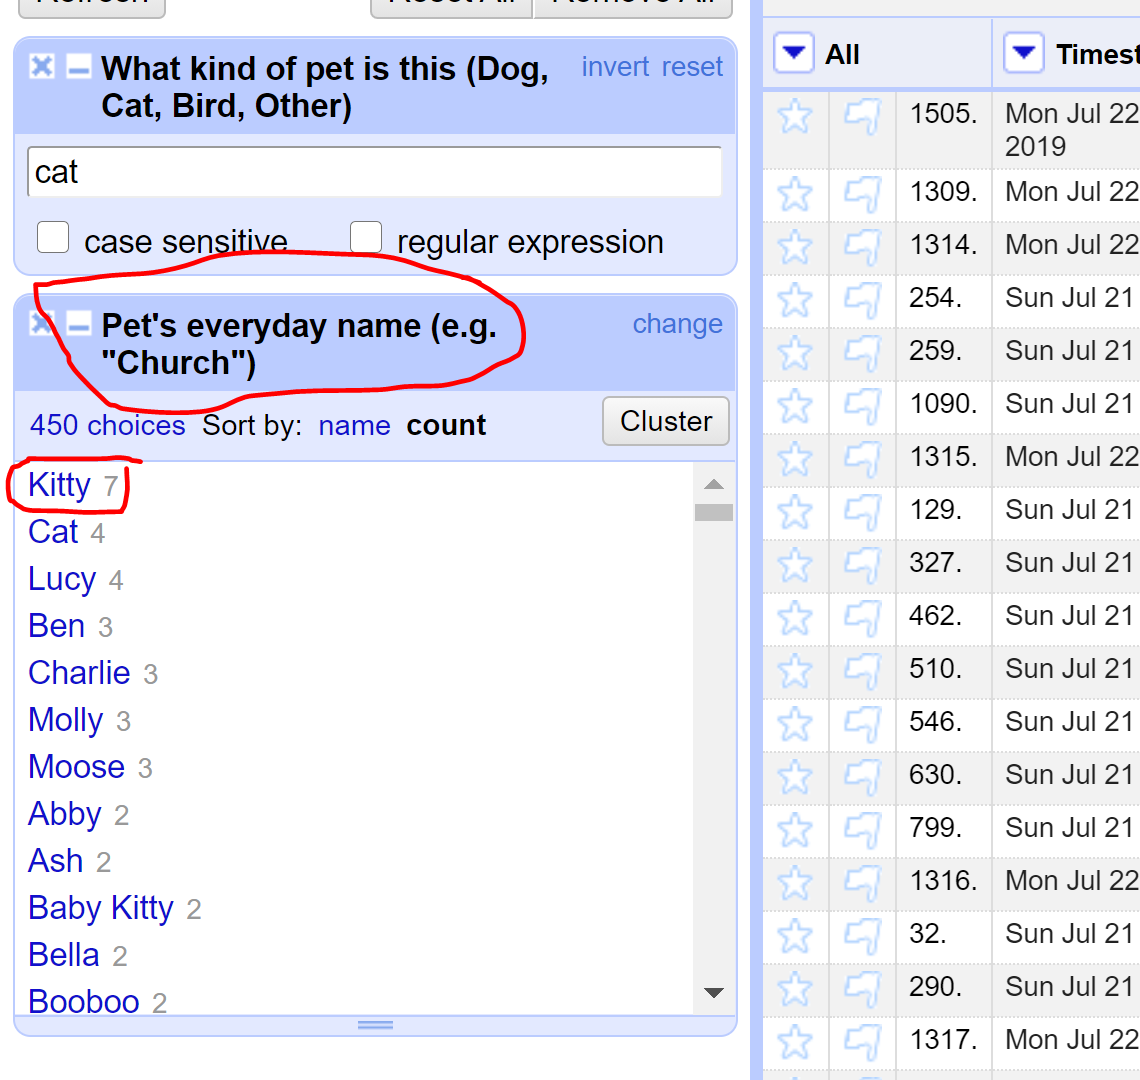 Refresh Reset All Remove All
What kind of pet is this (Dog, invert reset
Cat, Bird, Other)
cat
case sensitive regular expression
Pet's everyday name (e.g. change
"Church")
450 choices Sort by: name count Cluster
Kitty 7
Cat 4
Lucy 4
Ben 3
Charlie 3
Molly 3
Moose 3
Abby 2
Ash 2
Baby Kitty 2
Bella 2
Booboo 2
All Timest
1505. Mon Jul 22
2019
1309. Mon Jul 22
1314. Mon Jul 22
254. Sun Jul 21
259. Sun Jul 21
1090. Sun Jul 21
1315. Mon Jul 22
129. Sun Jul 21
327. Sun Jul 21
462. Sun Jul 21
510. Sun Jul 21
546. Sun Jul 21
630. Sun Jul 21
799. Sun Jul 21
1316. Mon Jul 22
32. Sun Jul 21
290. Sun Jul 21
1317. Mon Jul 22